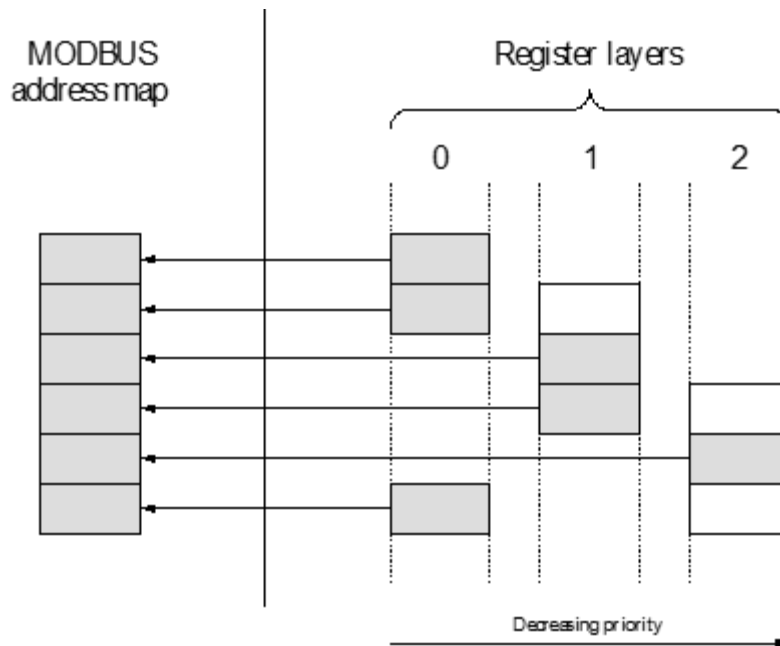 MODBUS
address map
Register layers
0
1
2
Decreasing priority